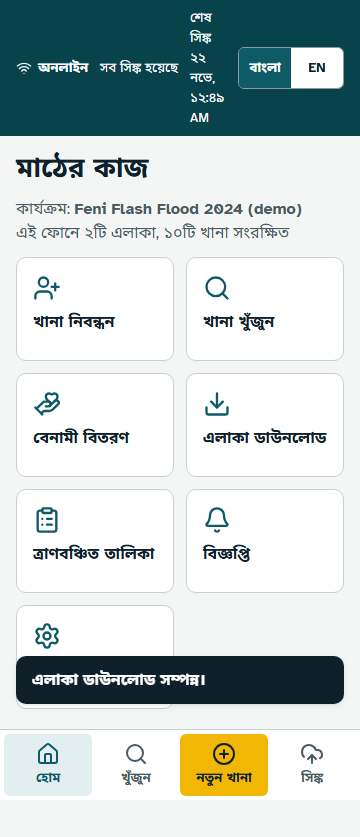 অনলাইন
সব সিঙ্ক হয়েছে
শেষ
সিঙ্ক
২২
নভে,
১২:৪৯
AM
বাংলা
EN
মাঠের কাজ
কার্যক্রম: Feni Flash Flood 2024 (demo)
এই ফোনে ২টি এলাকা, ১০টি খানা সংরক্ষিত
খানা নিবন্ধন
খানা খুঁজুন
বেনামী বিতরণ
এলাকা ডাউনলোড
ত্রাণবঞ্চিত তালিকা
বিজ্ঞপ্তি
এলাকা ডাউনলোড সম্পন্ন।
হোম
খুঁজুন
নতুন খানা
সিঙ্ক